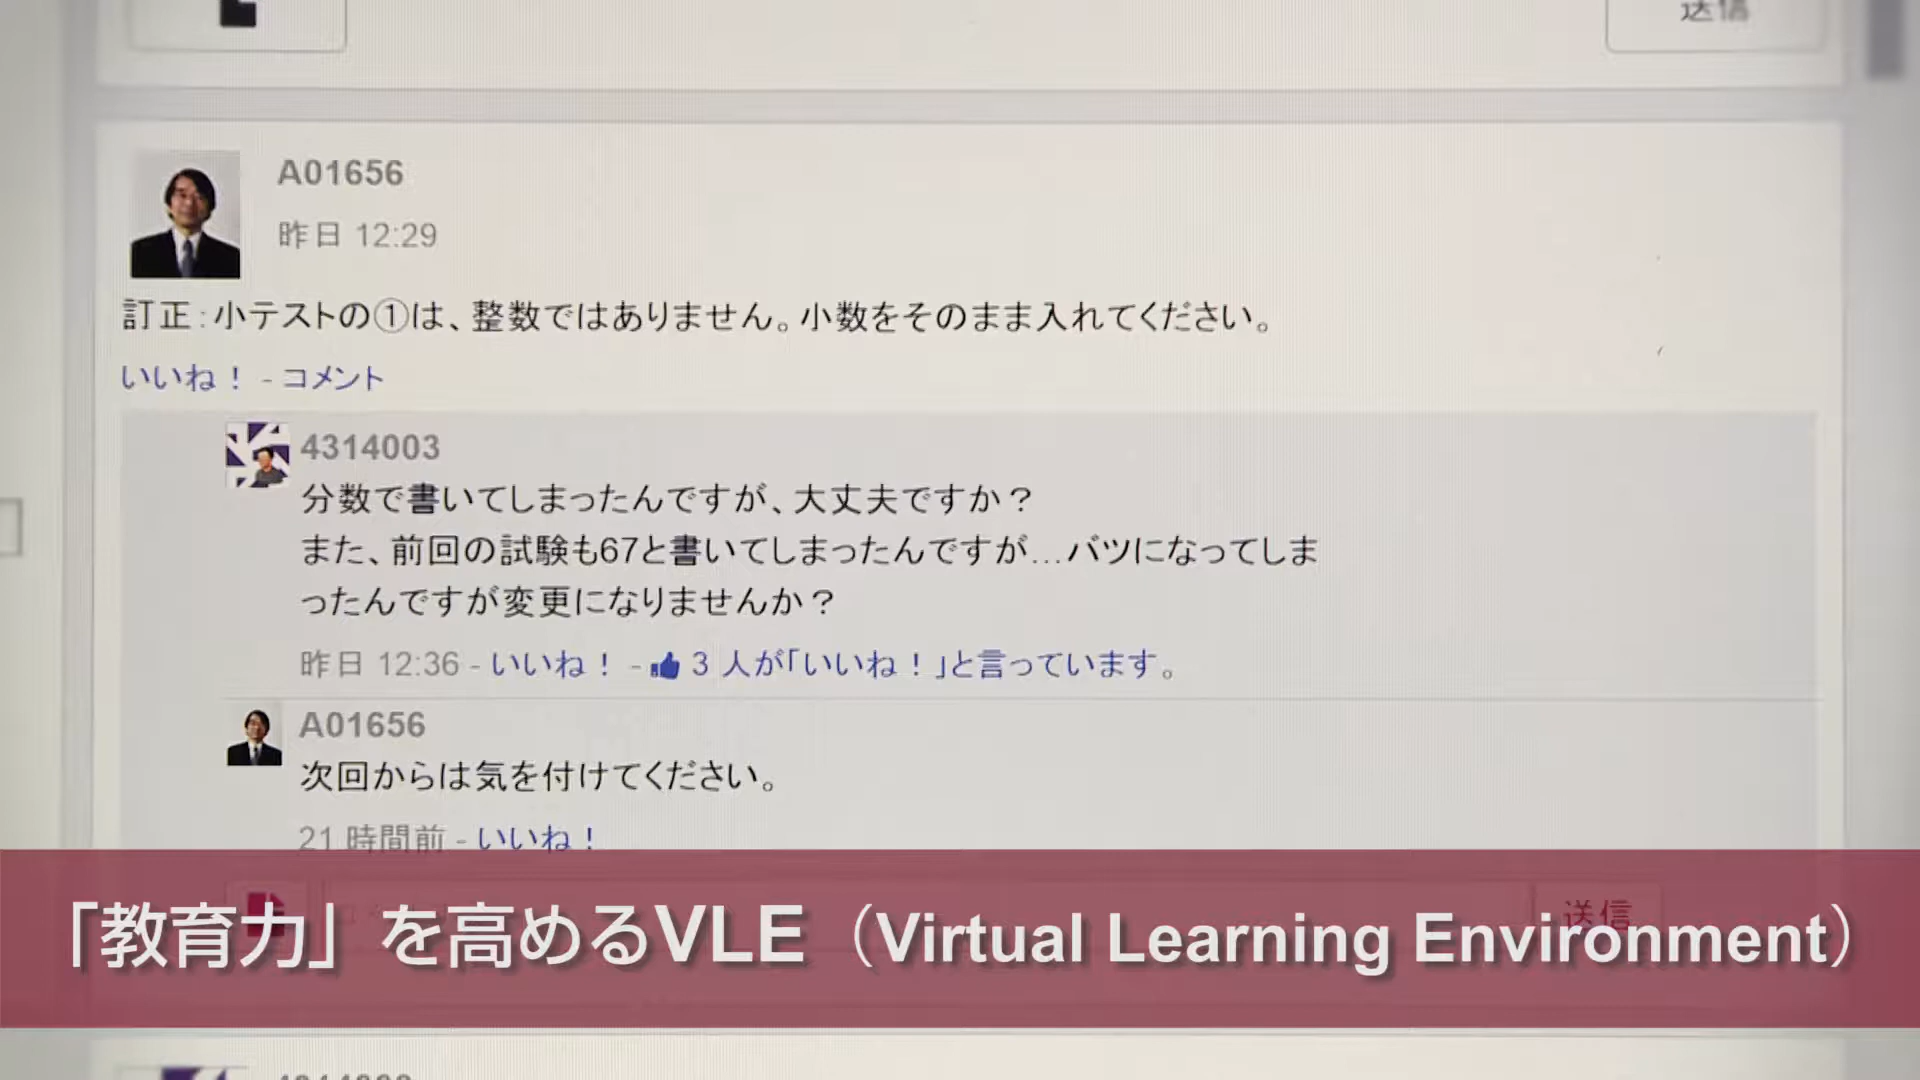 送信
A01656
昨日 12:29
訂正:小テストの①は、整数ではありません。小数をそのまま入れてください。
いいね! - コメント
4314003
分数で書いてしまったんですが、大丈夫ですか?
また、前回の試験も67と書いてしまったんですが…バツになってしま
ったんですが変更になりませんか?
昨日 12:36 - いいね! - 3 人が「いいね!」と言っています。
A01656
次回からは気を付けてください。
21 時間前 - いいね!
送信
「教育力」を高めるVLE(Virtual Learning Environment)